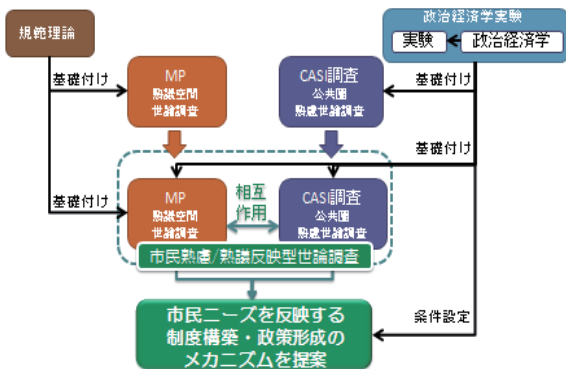 規範理論
政治経済学実験
実験
政治経済学
基礎付け
MP
熟議空間
世論調査
CASI調査
公共圏
熟慮世論調査
基礎付け
基礎付け
基礎付け
MP
熟議空間
世論調査
相互
作用
CASI調査
公共圏
熟慮世論調査
市民熟慮/熟議反映型世論調査
市民ニーズを反映する
制度構築・政策形成の
メカニズムを提案
条件設定